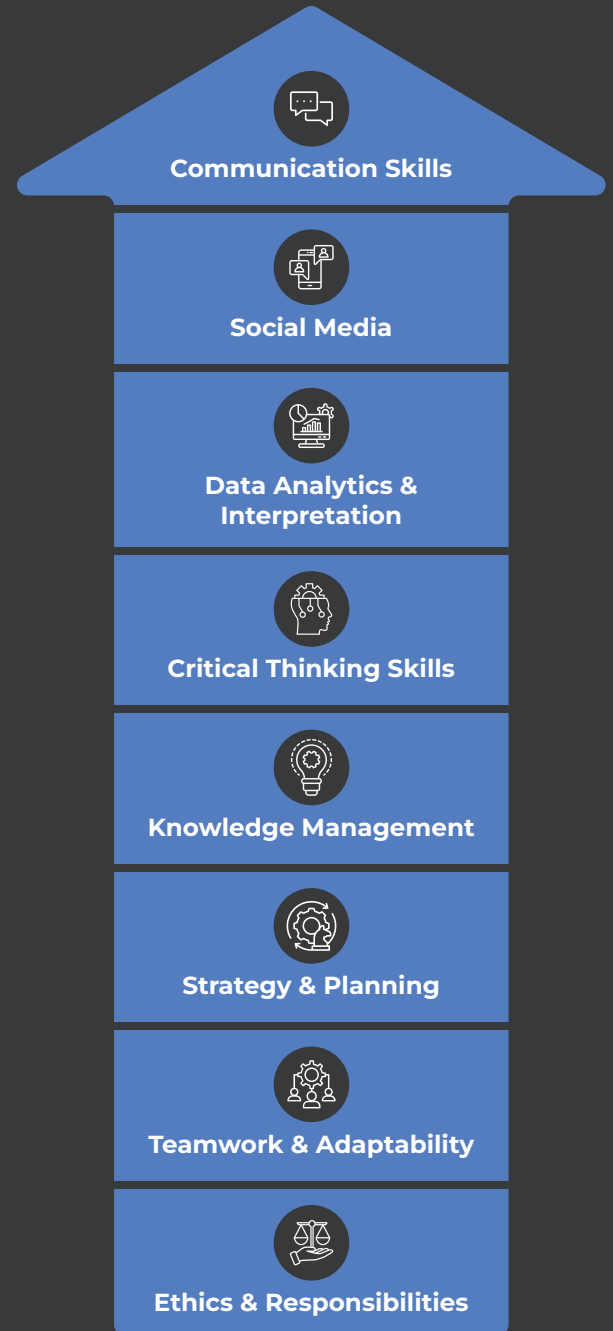 Communication Skills
Social Media
Data Analytics &
Interpretation
Critical Thinking Skills
Knowledge Management
Strategy & Planning
Teamwork & Adaptability
Ethics & Responsibilities